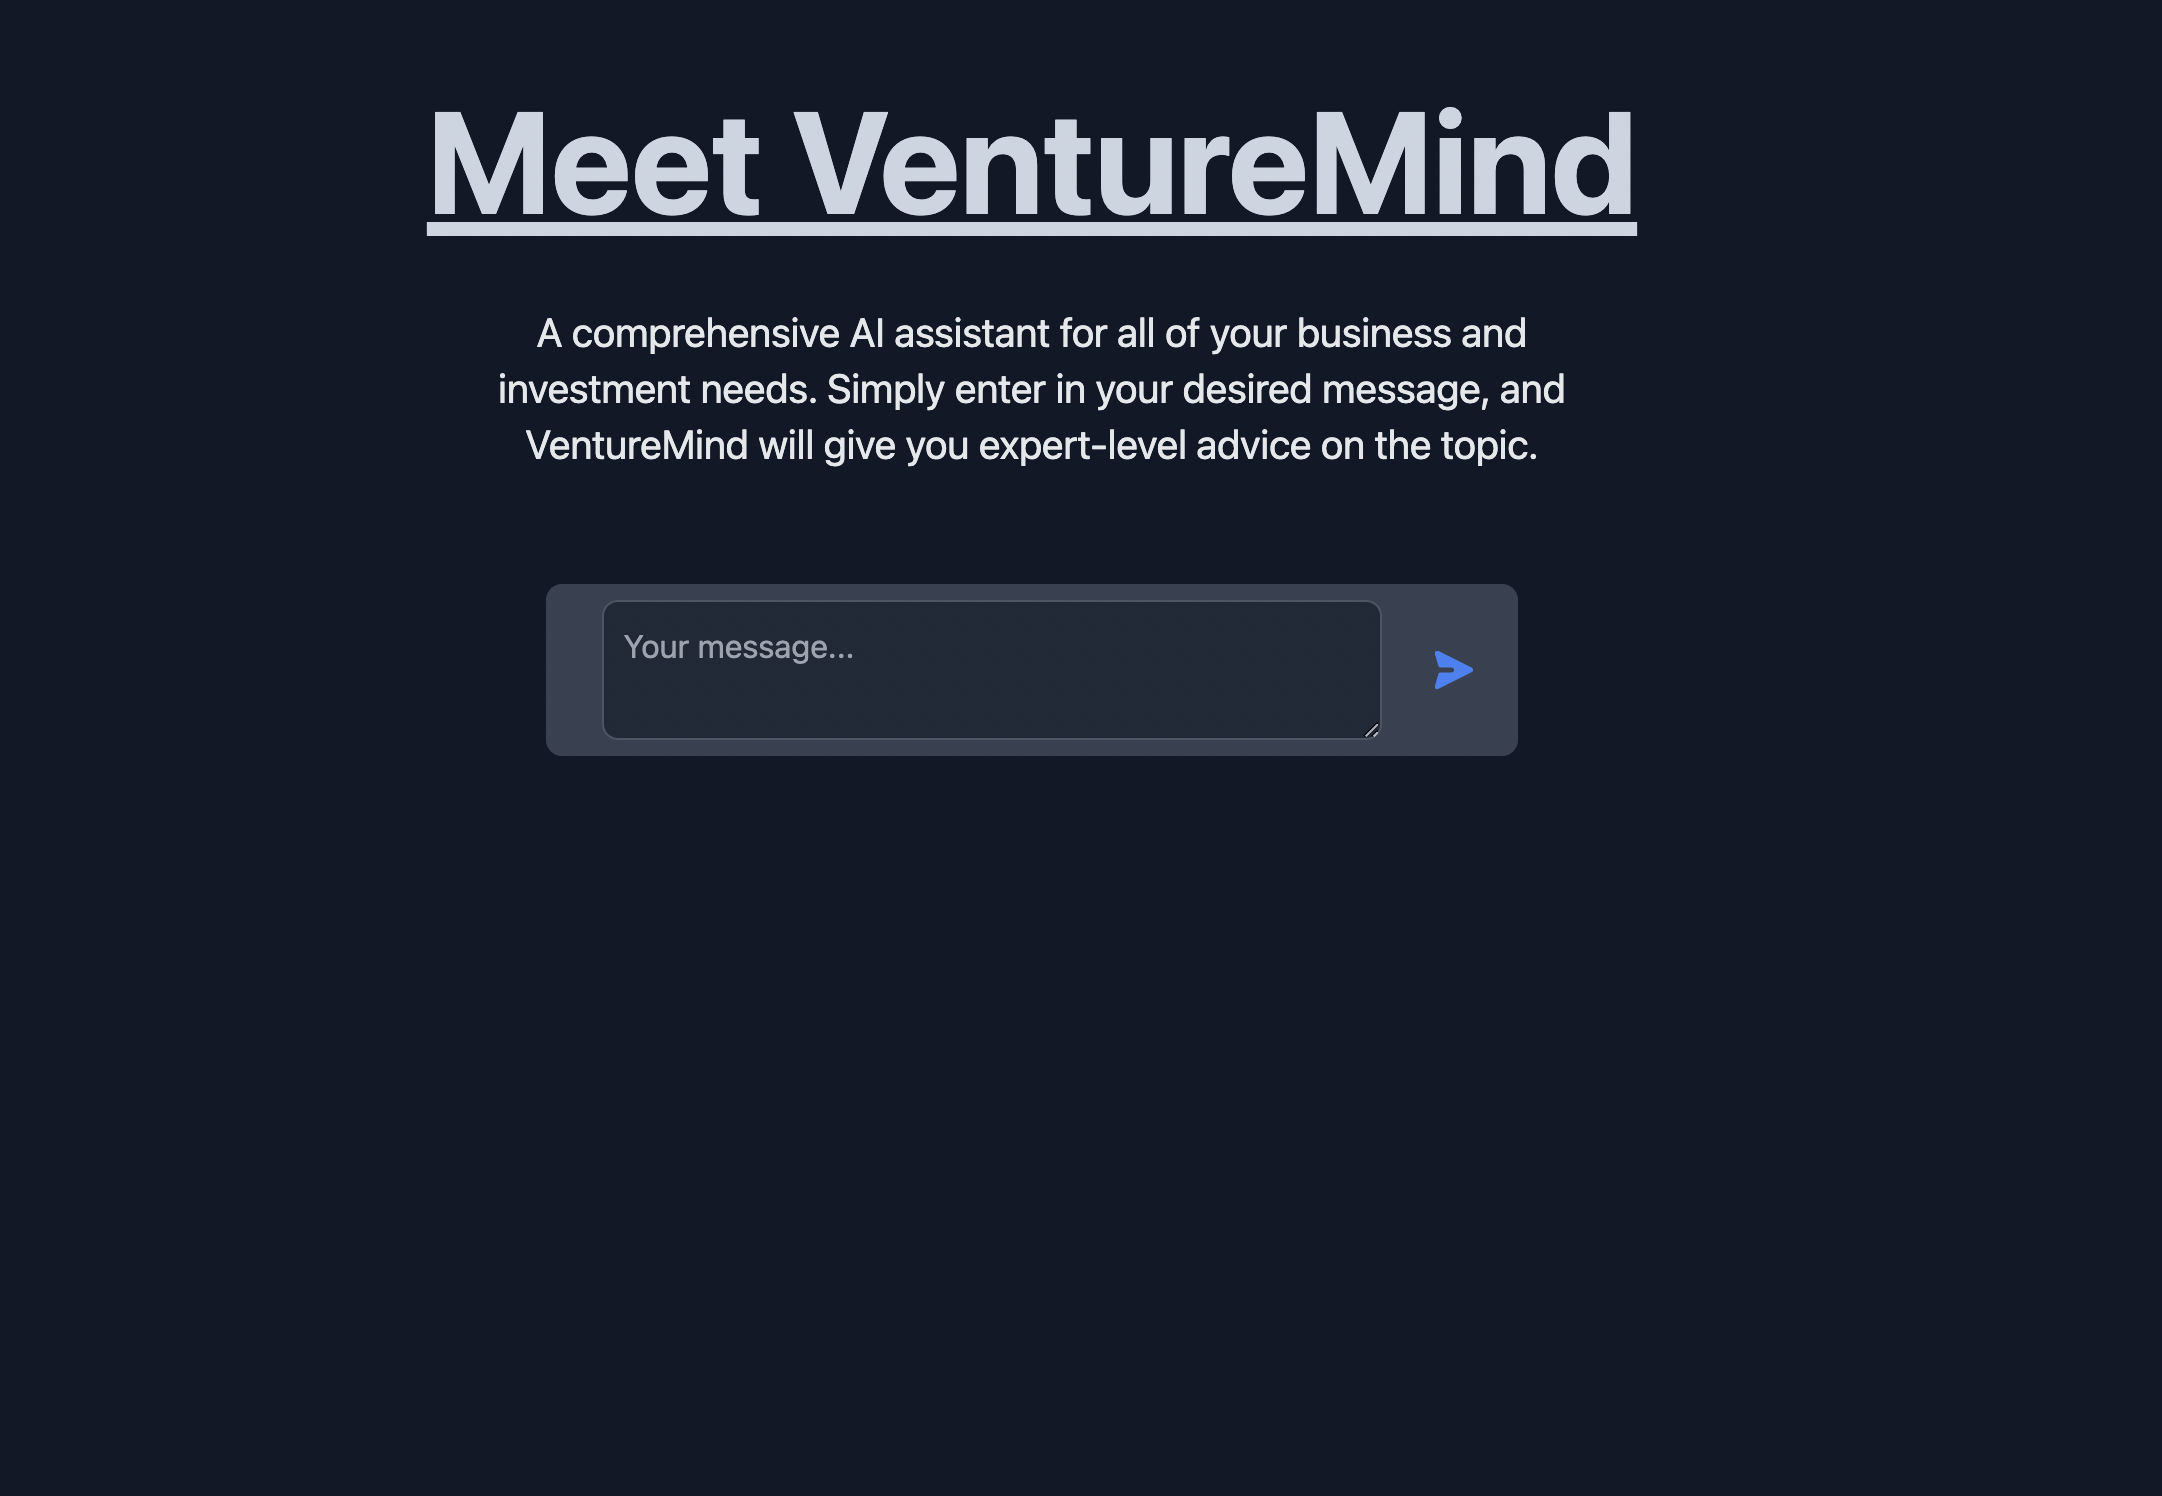 Meet VentureMind
A comprehensive AI assistant for all of your business and
investment needs. Simply enter in your desired message, and
VentureMind will give you expert-level advice on the topic.
Your message...